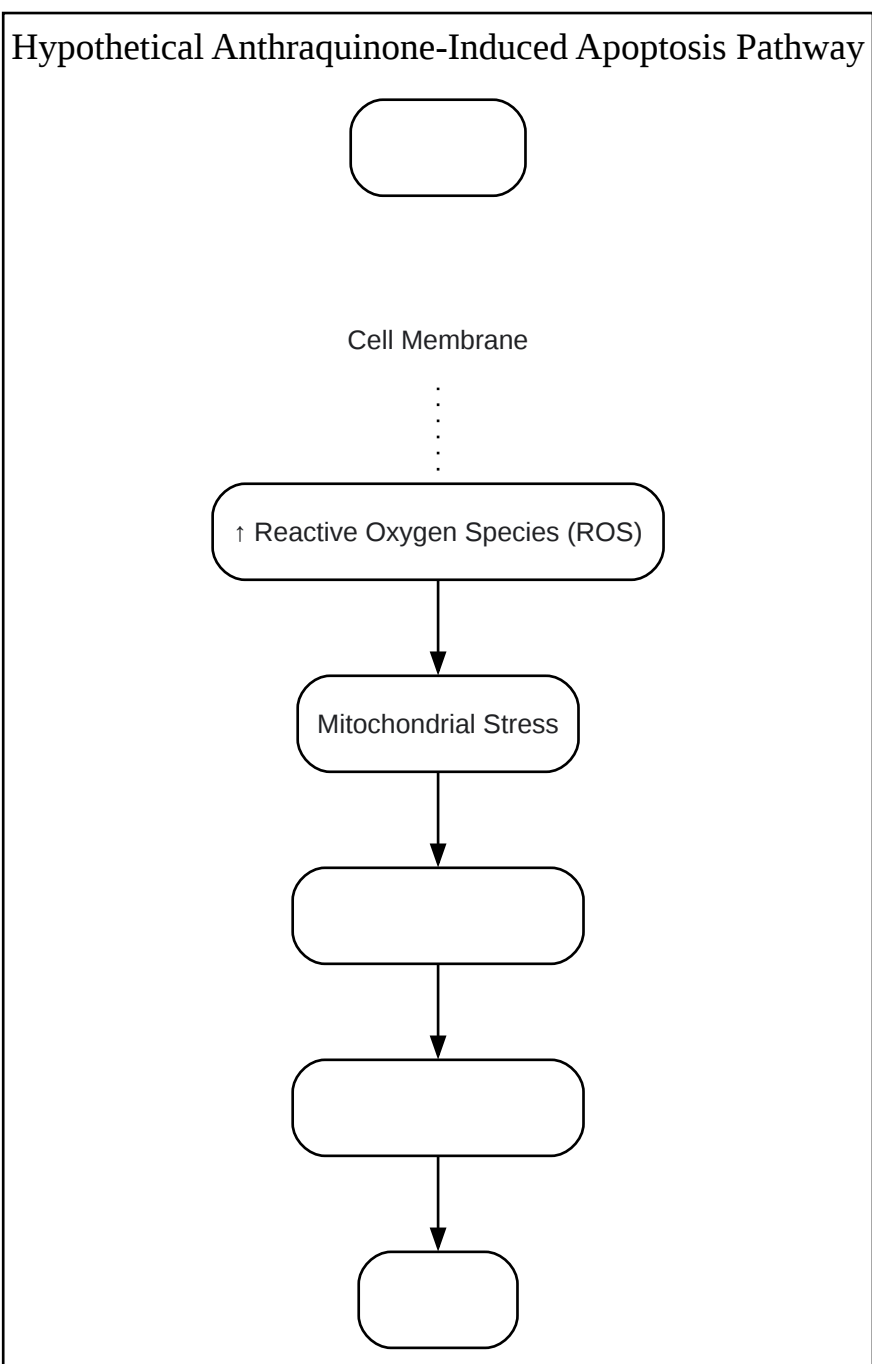 Hypothetical Anthraquinone-Induced Apoptosis Pathway
Cell Membrane
↑ Reactive Oxygen Species (ROS)
Mitochondrial Stress